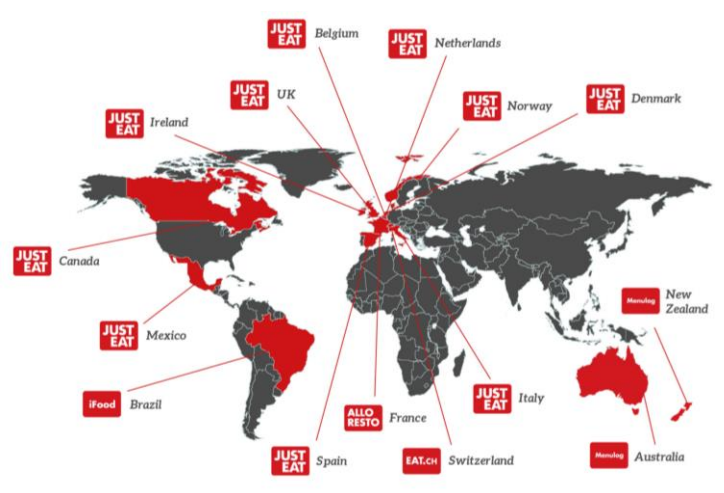 JUST
EAT
Belgium
JUST
EAT
Netherlands
JUST
EAT
UK
JUST
EAT
Norway
JUST
EAT
Denmark
JUST
EAT
Ireland
JUST
EAT
Canada
Menulog
New
Zealand
JUST
EAT
Mexico
iFood
Brazil
ALLO
RESTO
France
JUST
EAT
Italy
JUST
EAT
Spain
EAT.CH
Switzerland
Menulog
Australia